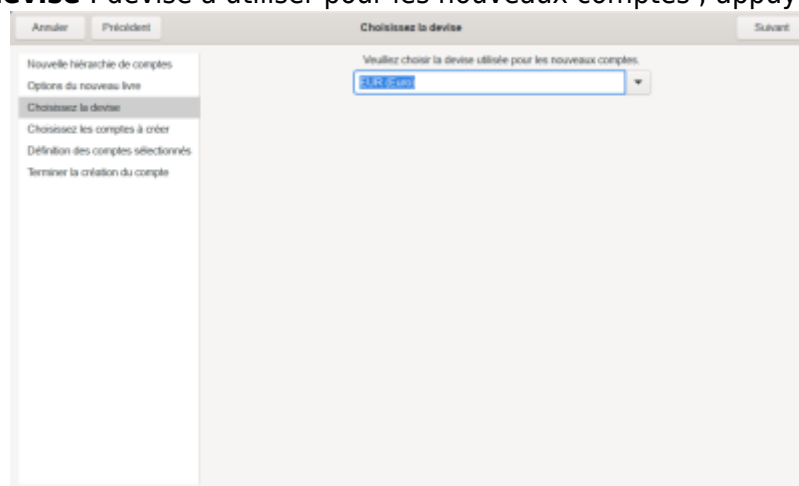 devise : devise à utiliser pour les nouveaux comptes ; appuy
Annuler Précédent Choisissez la devise Suivant
Veuillez choisir la devise utilisée pour les nouveaux comptes.
EUR (Euro)
Nouvelle hiérarchie de comptes
Options du nouveau livre
Choisissez la devise
Choisissez les comptes à créer
Définition des comptes sélectionnés
Terminer la création du compte